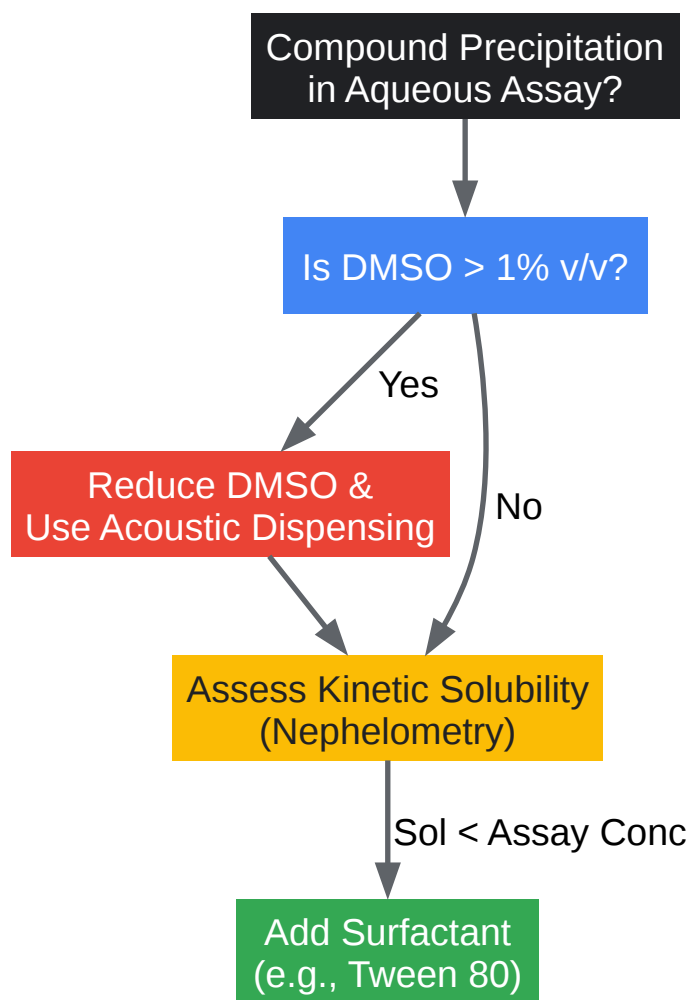 Compound Precipitation
in Aqueous Assay?
Is DMSO > 1% v/v?
Yes
Reduce DMSO &
Use Acoustic Dispensing
No
Assess Kinetic Solubility
(Nephelometry)
Sol < Assay Conc
Add Surfactant
(e.g., Tween 80)